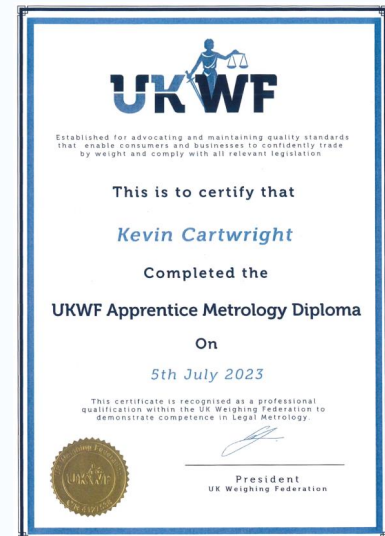 UKWF
Established for advocating and maintaining quality standards
that enable consumers and businesses to confidently trade
by weight and comply with all relevant legislation
This is to certify that
Kevin Cartwright
Completed the
UKWF Apprentice Metrology Diploma
On
5th July 2023
This certificate is recognised as a professional
qualification within the UK Weighing Federation to
demonstrate competence in Legal Metrology.
President
UK Weighing Federation
UKWF